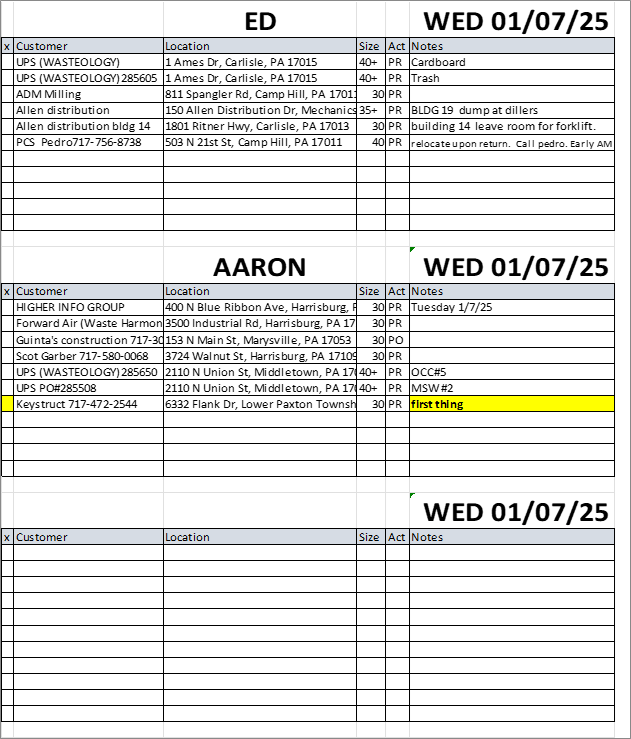 ED WED 01/07/25
x Customer Location Size Act Notes
UPS (WASTEOLOGY) 1 Ames Dr, Carlisle, PA 17015 40+ PR Cardboard
UPS (WASTEOLOGY)285605 1 Ames Dr, Carlisle, PA 17015 40+ PR Trash
ADM Milling 811 Spangler Rd, Camp Hill, PA 17011 30 PR
Allen distribution 150 Allen Distribution Dr, Mechanics 35+ PR BLDG 19 dump at dillers
Allen distribution bldg 14 1801 Ritner Hwy, Carlisle, PA 17013 30 PR building 14 leave room for forklift.
PCS Pedro717-756-8738 503 N 21st St, Camp Hill, PA 17011 40 PR relocate upon return. Call pedro. Early AM
AARON WED 01/07/25
x Customer Location Size Act Notes
HIGHER INFO GROUP 400 N Blue Ribbon Ave, Harrisburg, P 30 PR Tuesday 1/7/25
Forward Air (Waste Harmon 3500 Industrial Rd, Harrisburg, PA 17 30 PR
Guinta's construction 717-30 153 N Main St, Marysville, PA 17053 30 PO
Scot Garber 717-580-0068 3724 Walnut St, Harrisburg, PA 17109 30 PR
UPS (WASTEOLOGY)285650 2110 N Union St, Middletown, PA 17 40+ PR OCC#5
UPS PO#285508 2110 N Union St, Middletown, PA 17 40+ PR MSW #2
Keystruct 717-472-2544 6332 Flank Dr, Lower Paxton Townsh 30 PR first thing
WED 01/07/25
x Customer Location Size Act Notes